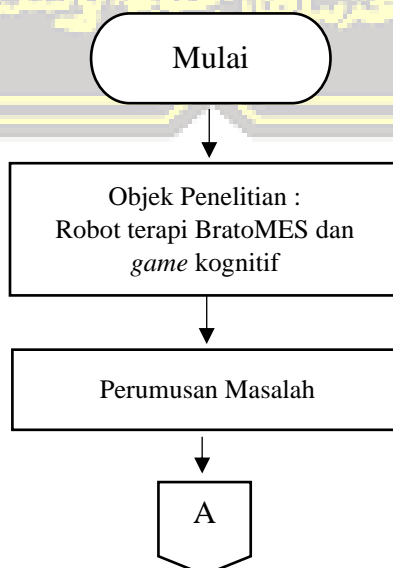 Mulai
Objek Penelitian :
Robot terapi BratoMES dan
game kognitif
Perumusan Masalah
A